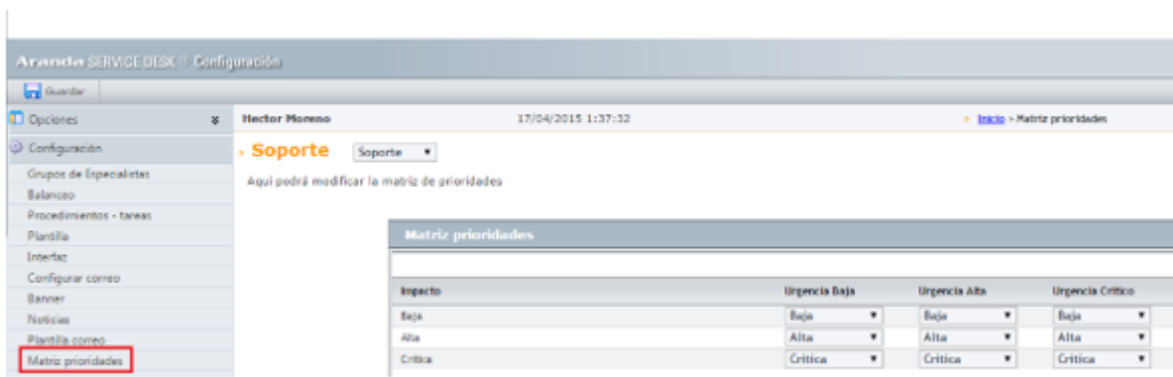 Aranda SERVICE DESK Configuración
Guardar
Opciones
Hector Moreno 17/04/2015 1:37:32 » Inicio > Matriz prioridades
Configuración
» Soporte Soporte
Grupos de Especialistas
Aqui podrá modificar la matriz de prioridades
Balanceo
Procedimientos - tareas
Plantilla
Matriz prioridades
Interfaz
Configurar correo
Impacto Urgencia Baja Urgencia Alta Urgencia Critico
Banner
Noticias
Baja Baja Baja Baja
Plantilla correo
Alta Alta Alta Alta
Matriz prioridades
Critica Critica Critica Critica